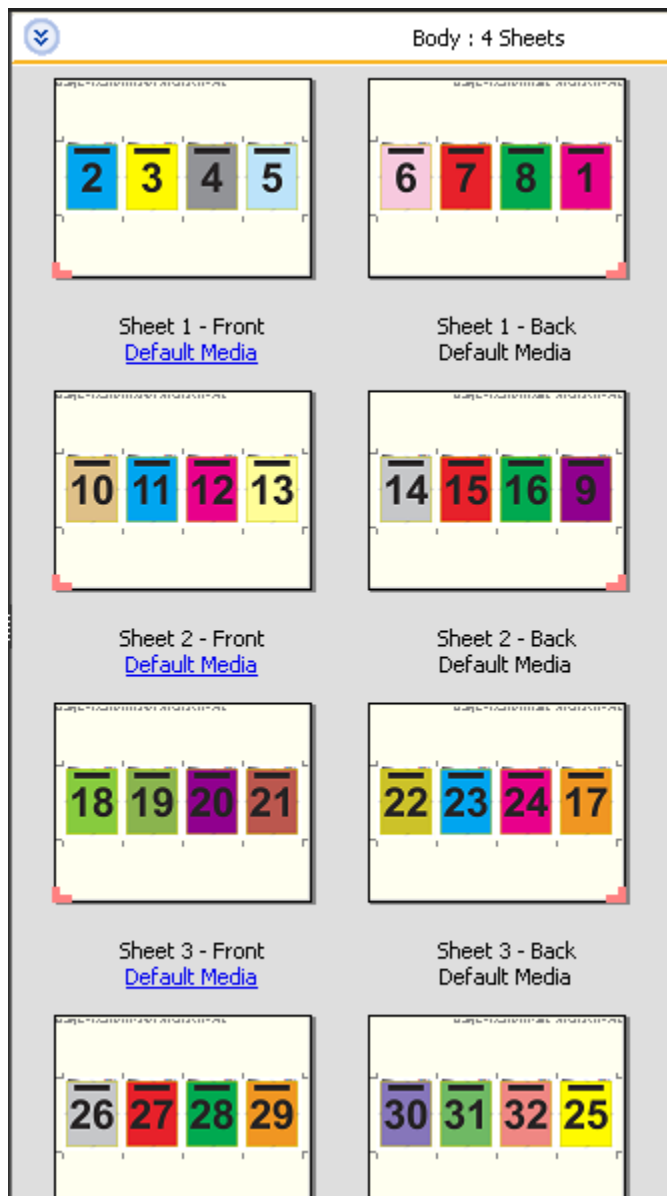 Body : 4 Sheets
2 3 4 5
6 7 8 1
Sheet 1 - Front
Default Media
Sheet 1 - Back
Default Media
10 11 12 13
14 15 16 9
Sheet 2 - Front
Default Media
Sheet 2 - Back
Default Media
18 19 20 21
22 23 24 17
Sheet 3 - Front
Default Media
Sheet 3 - Back
Default Media
26 27 28 29
30 31 32 25